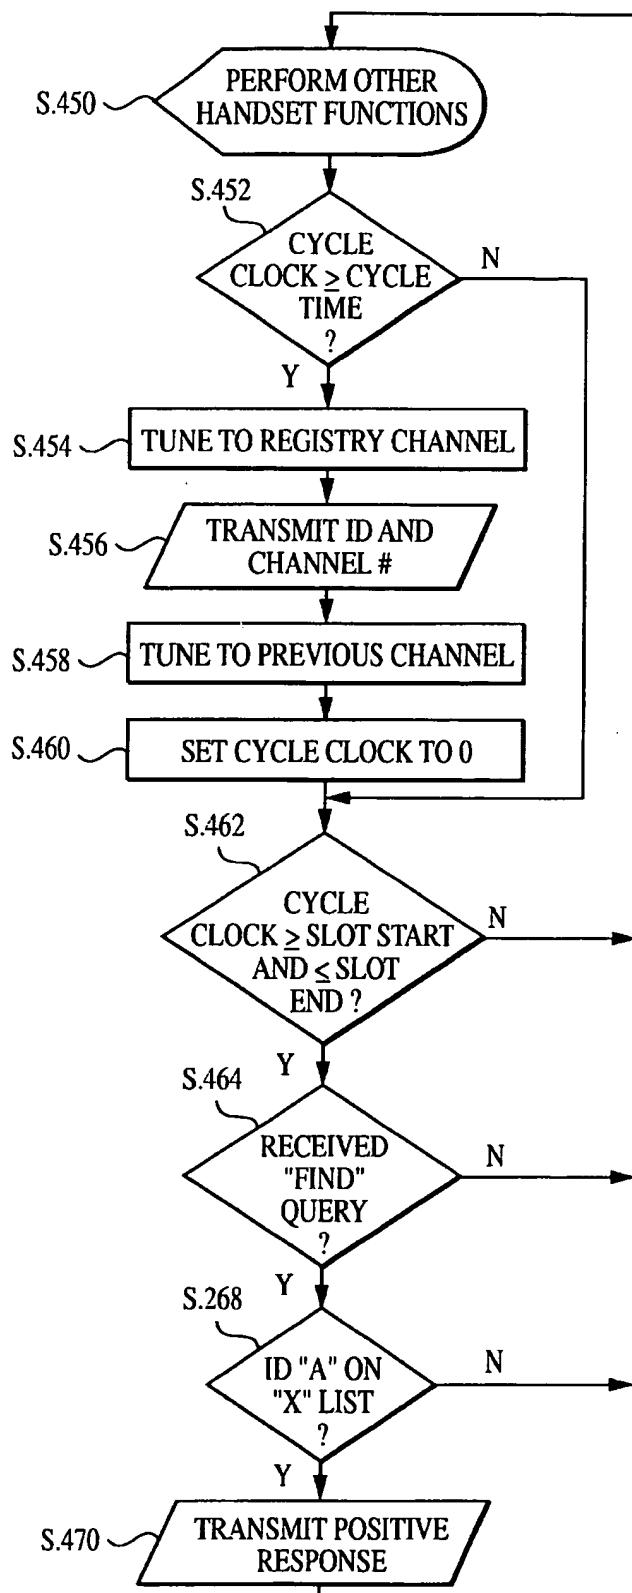 S.450
PERFORM OTHER
HANDSET FUNCTIONS
S.452
CYCLE
CLOCK ≥ CYCLE
TIME
?
N
Y
S.454
TUNE TO REGISTRY CHANNEL
S.456
TRANSMIT ID AND
CHANNEL #
S.458
TUNE TO PREVIOUS CHANNEL
S.460
SET CYCLE CLOCK TO 0
S.462
CYCLE
CLOCK ≥ SLOT START
AND ≤ SLOT
END ?
N
Y
S.464
RECEIVED
"FIND"
QUERY
?
N
Y
S.268
ID "A" ON
"X" LIST
?
N
Y
S.470
TRANSMIT POSITIVE
RESPONSE